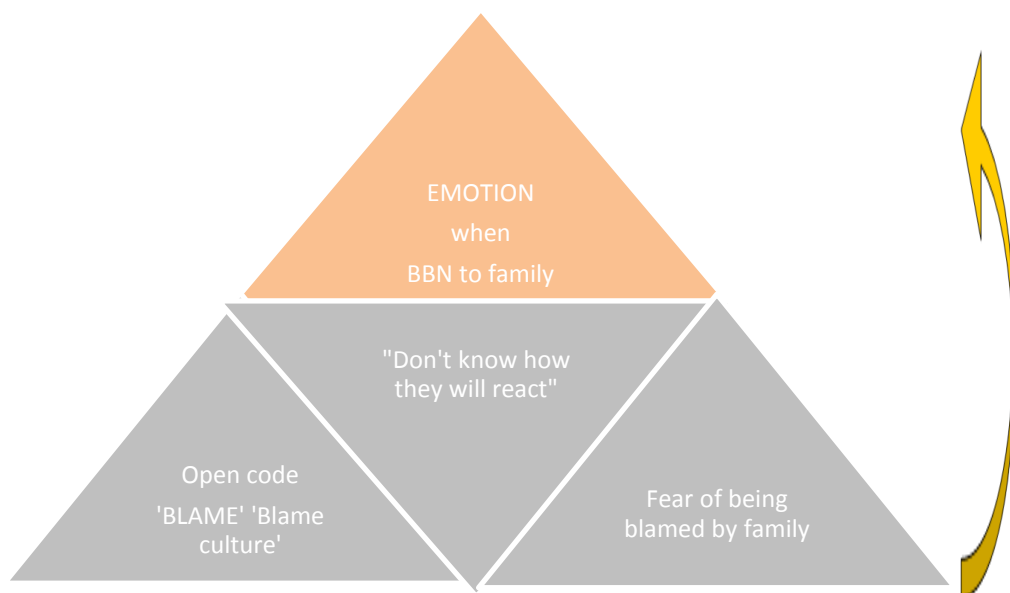 EMOTION
when
BBN to family
"Don't know how
they will react"
Open code
'BLAME' 'Blame
culture'
Fear of being
blamed by family